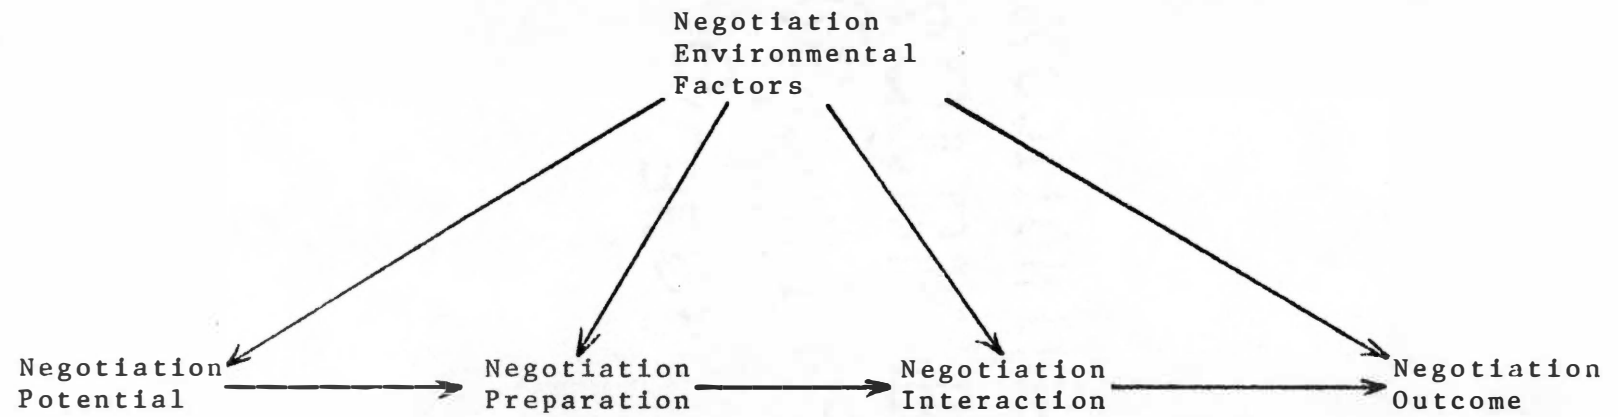 Negotiation
Environmental
Factors
Negotiation
Potential
Negotiation
Preparation
Negotiation
Interaction
Negotiation
Outcome